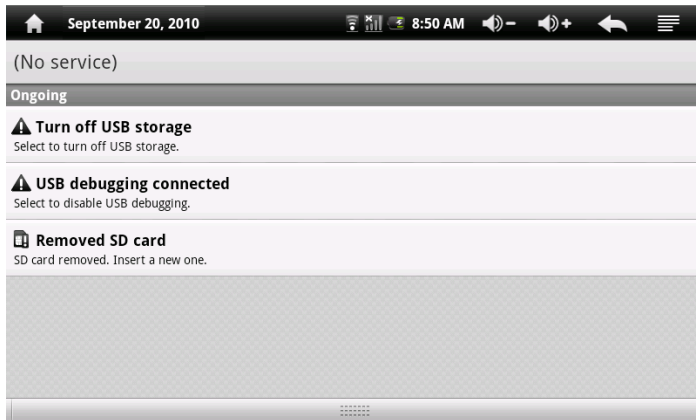 September 20, 2010 8:50 AM
(No service)
Ongoing
Turn off USB storage
Select to turn off USB storage.
USB debugging connected
Select to disable USB debugging.
Removed SD card
SD card removed. Insert a new one.